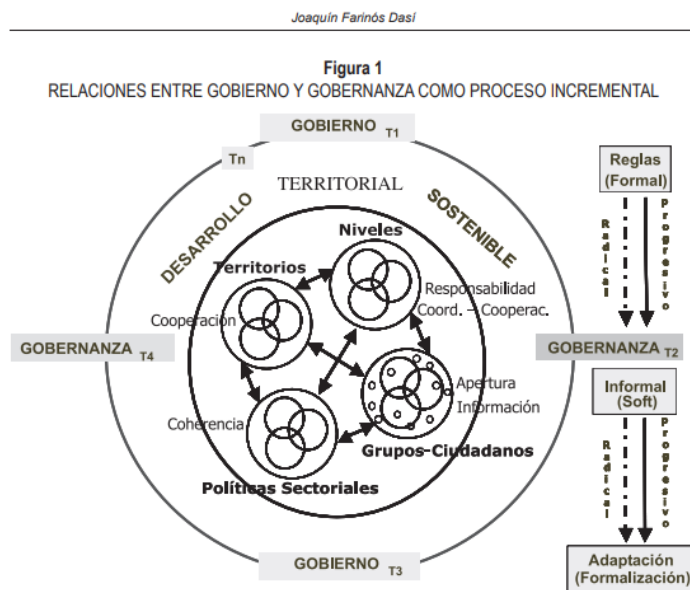 Joaquín Farinós Dasí
Figura 1
RELACIONES ENTRE GOBIERNO Y GOBERNANZA COMO PROCESO INCREMENTAL
GOBIERNO T1
Tn
TERRITORIAL
DESARROLLO
SOSTENIBLE
Niveles
Territorios
Responsabilidad
Coord. – Cooperac.
Cooperación
GOBERNANZA T4
GOBERNANZA T2
Apertura
Información
Coherencia
Grupos-Ciudadanos
Políticas Sectoriales
GOBIERNO T3
Reglas
(Formal)
Radical
Progresivo
Informal
(Soft)
Radical
Progresivo
Adaptación
(Formalización)